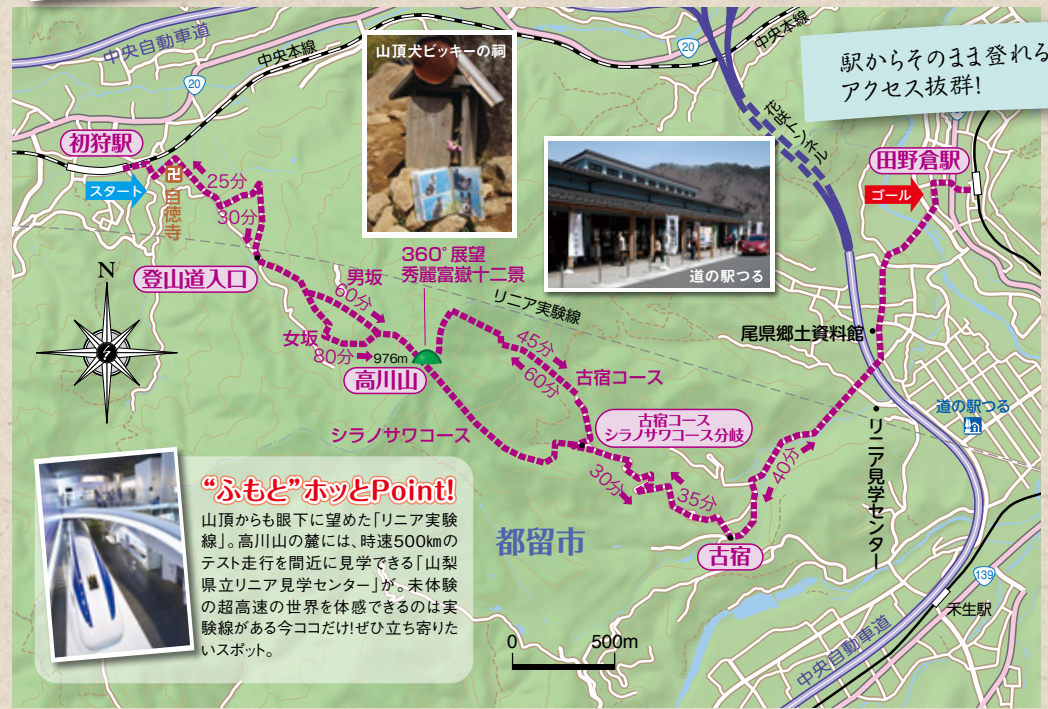 中央自動車道
中央本線
20
山頂犬ビッキーの祠
20
中央本線
駅からそのまま登れる
アクセス抜群!
花咲トンネル
初狩駅
スタート
卍
自徳寺
25分
30分
登山道入口
N
男坂
60分
女坂
80分
360°展望
秀麗富嶽十二景
976m
高川山
リニア実験線
道の駅つる
田野倉駅
ゴール
尾県郷土資料館
45分
60分
古宿コース
シラノサワコース
古宿コース
シラノサワコース分岐
30分
35分
40分
古宿
道の駅つる
リニア見学センター
都留市
139
禾生駅
中央自動車道
0 500m
“ふもと”ホッとPoint!
山頂からも眼下に望めた「リニア実験
線」。高川山の麓には、時速500㎞の
テスト走行を間近に見学できる「山梨
県立リニア見学センター」が。未体験
の超高速の世界を体感できるのは実
験線がある今ココだけ!ぜひ立ち寄りた
いスポット。